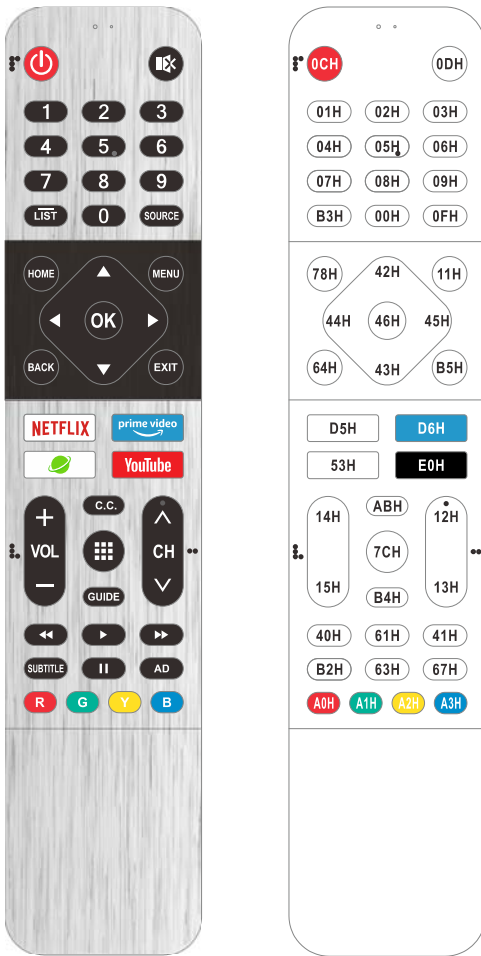 1 2 3
4 5 6
7 8 9
LIST 0 SOURCE
HOME MENU
OK
BACK EXIT
NETFLIX prime video
YouTube
C.C.
+
VOL CH
−
GUIDE
SUBTITLE AD
R G Y B
0CH 0DH
01H 02H 03H
04H 05H 06H
07H 08H 09H
B3H 00H 0FH
78H 42H 11H
44H 46H 45H
64H 43H B5H
D5H D6H
53H E0H
14H ABH 12H
7CH
15H B4H 13H
40H 61H 41H
B2H 63H 67H
A0H A1H A2H A3H